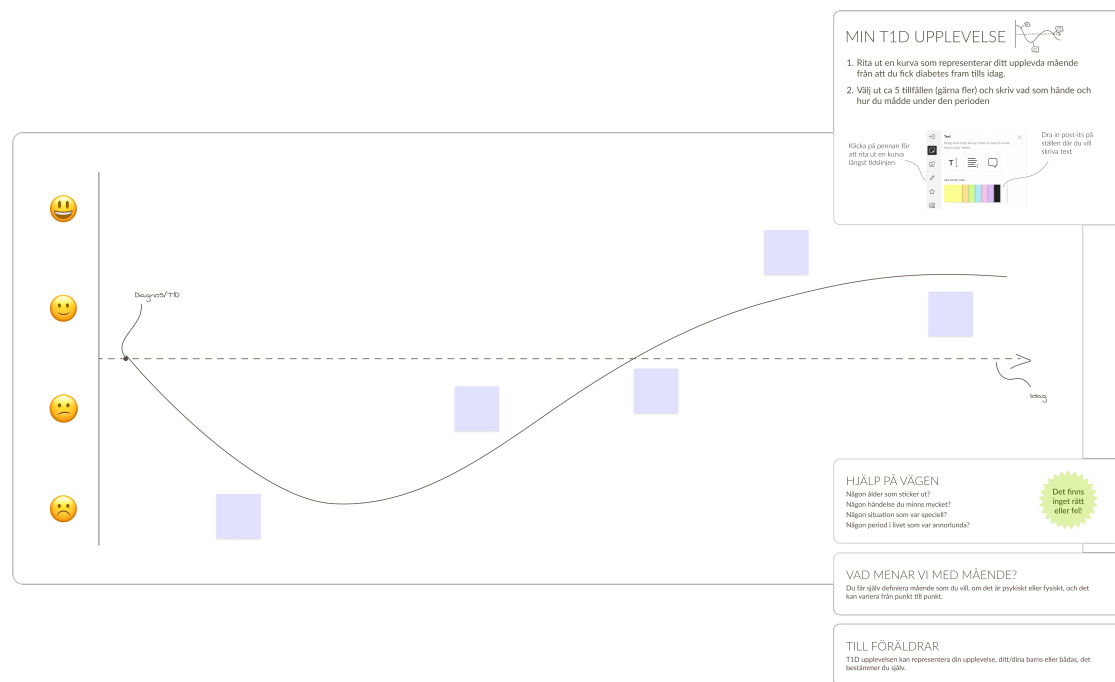 MIN T1D UPPLEVELSE
1. Rita ut en kurva som representerar ditt upplevda mående
från att du fick diabetes fram tills idag.
2. Välj ut ca 5 tillfällen (gärna fler) och skriv vad som hände och
hur du mådde under den perioden
Klicka på pennan för
att rita ut en kurva
längst tidslinjen
Text
T
Dra in post-its på
ställen där du vill
skriva text
Diagnos/T1D
Idag
HJÄLP PÅ VÄGEN
Någon ålder som sticker ut?
Någon händelse du minns mycket?
Någon situation som var speciell?
Någon period i livet som var annorlunda?
Det finns
inget rätt
eller fel!
VAD MENAR VI MED MÅENDE?
Du får själv definiera mående som du vill, om det är psykiskt eller fysiskt, och det
kan variera från punkt till punkt.
TILL FÖRÄLDRAR
T1D upplevelsen kan representera din upplevelse, ditt/dina barns eller bådas, det
bestämmer du själv.